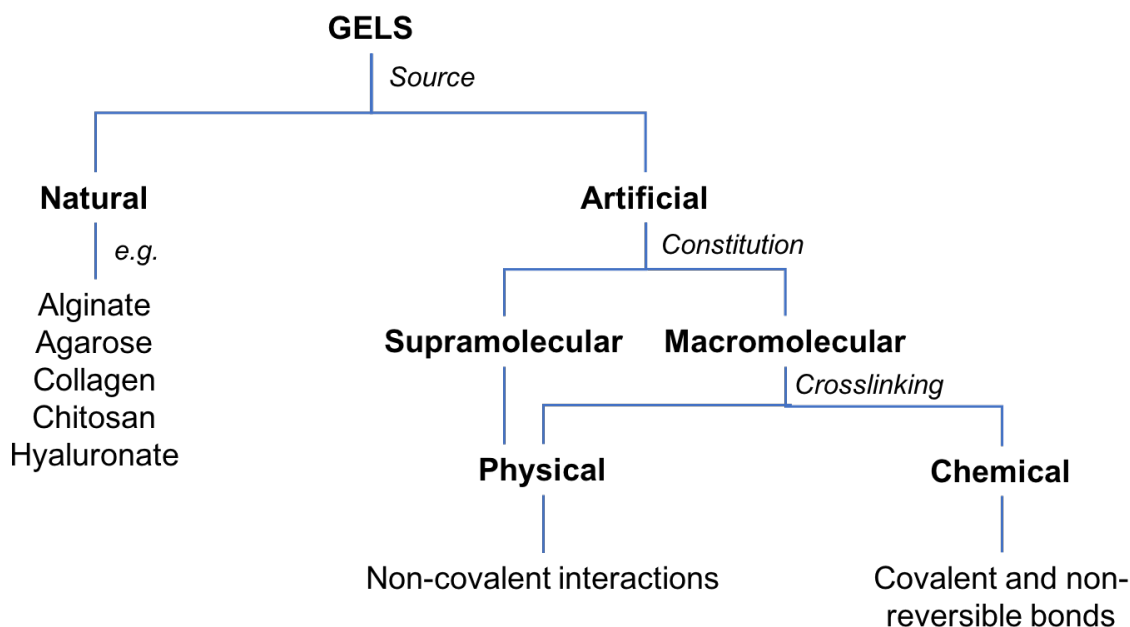 GELS
Source
Natural
Artificial
e.g.
Constitution
Alginate
Agarose
Collagen
Chitosan
Hyaluronate
Supramolecular
Macromolecular
Crosslinking
Physical
Chemical
Non-covalent interactions
Covalent and non-
reversible bonds